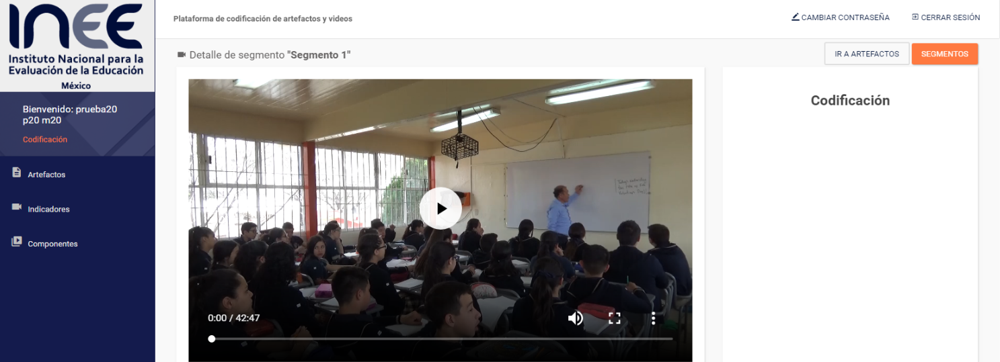 INEE
Instituto Nacional para la
Evaluación de la Educación
México
Bienvenido: prueba20
p20 m20
Codificación
Artefactos
Indicadores
Componentes
Plataforma de codificación de artefactos y videos
CAMBIAR CONTRASEÑA
CERRAR SESIÓN
Detalle de segmento "Segmento 1"
IR A ARTEFACTOS
SEGMENTOS
0:00 / 42:47
Codificación